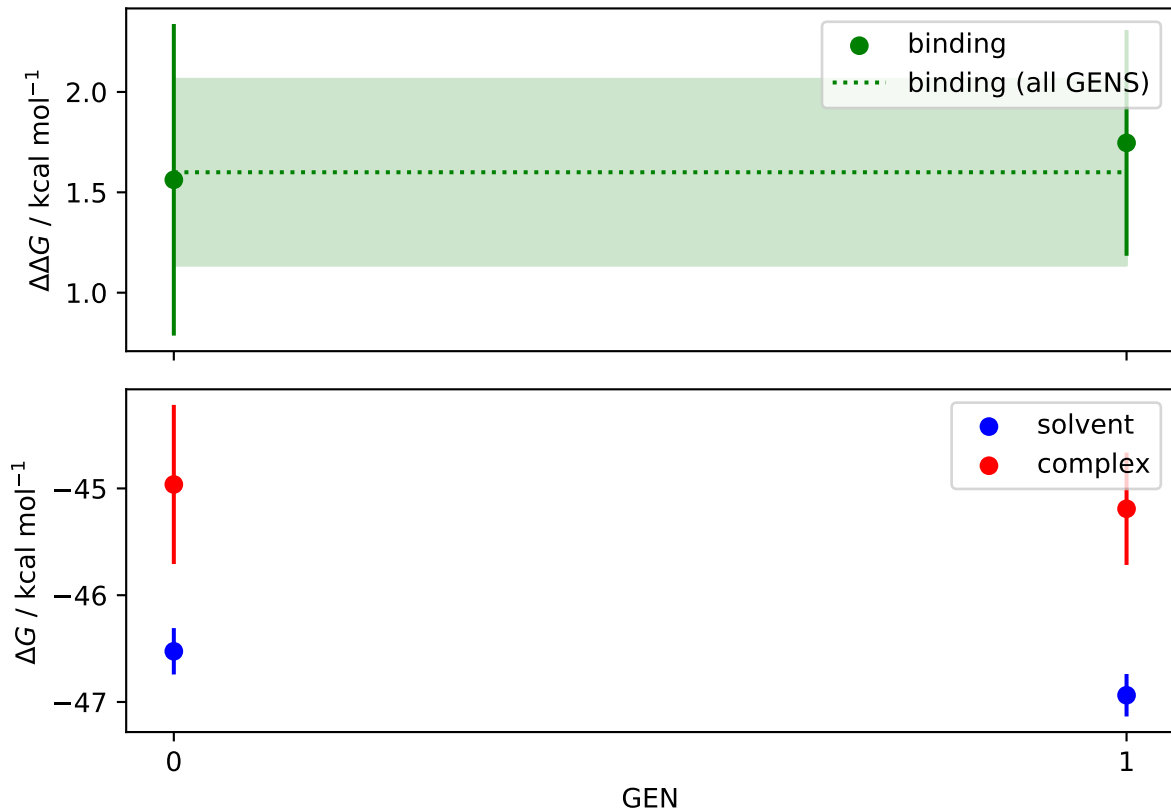 ΔΔG / kcal mol⁻¹
2.0
1.5
1.0
binding
binding (all GENS)
ΔG / kcal mol⁻¹
−45
−46
−47
solvent
complex
0
1
GEN